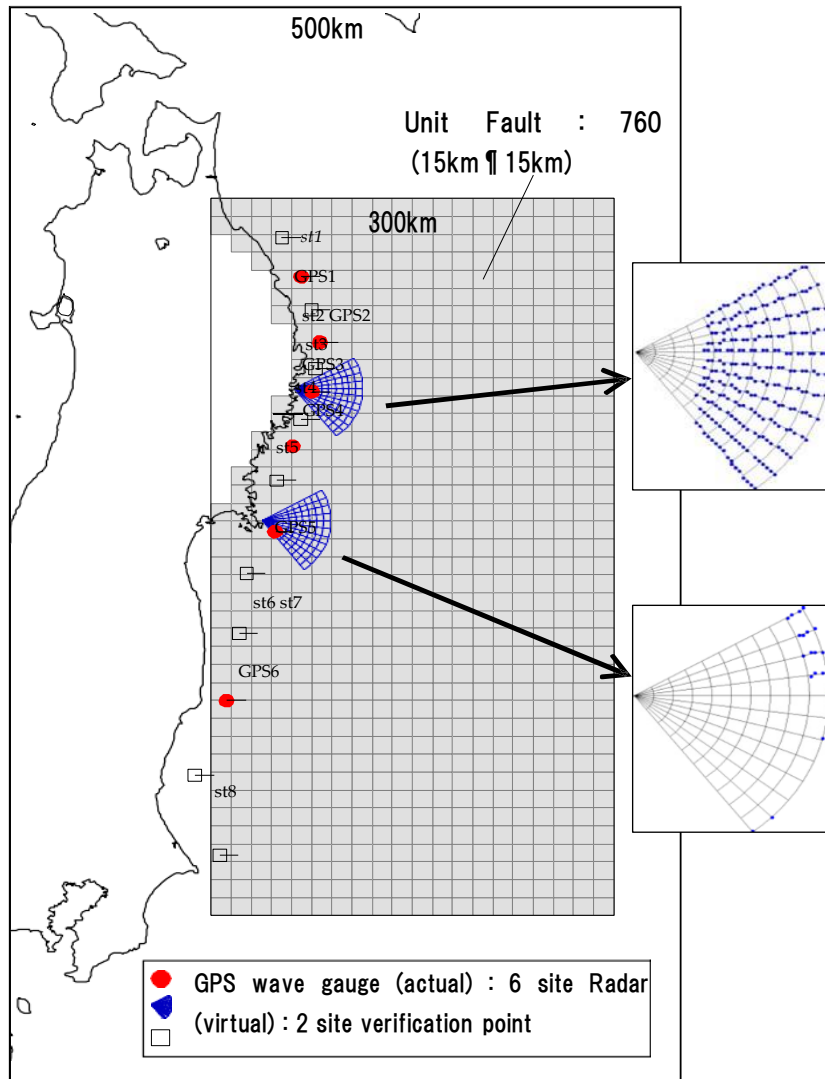 500km
Unit Fault : 760
(15km ¶ 15km)
300km
st1
GPS1
st2 GPS2
st3
GPS3
GPS4
st5
GPS5
st6 st7
GPS6
st8
GPS wave gauge (actual) : 6 site Radar
(virtual) : 2 site verification point